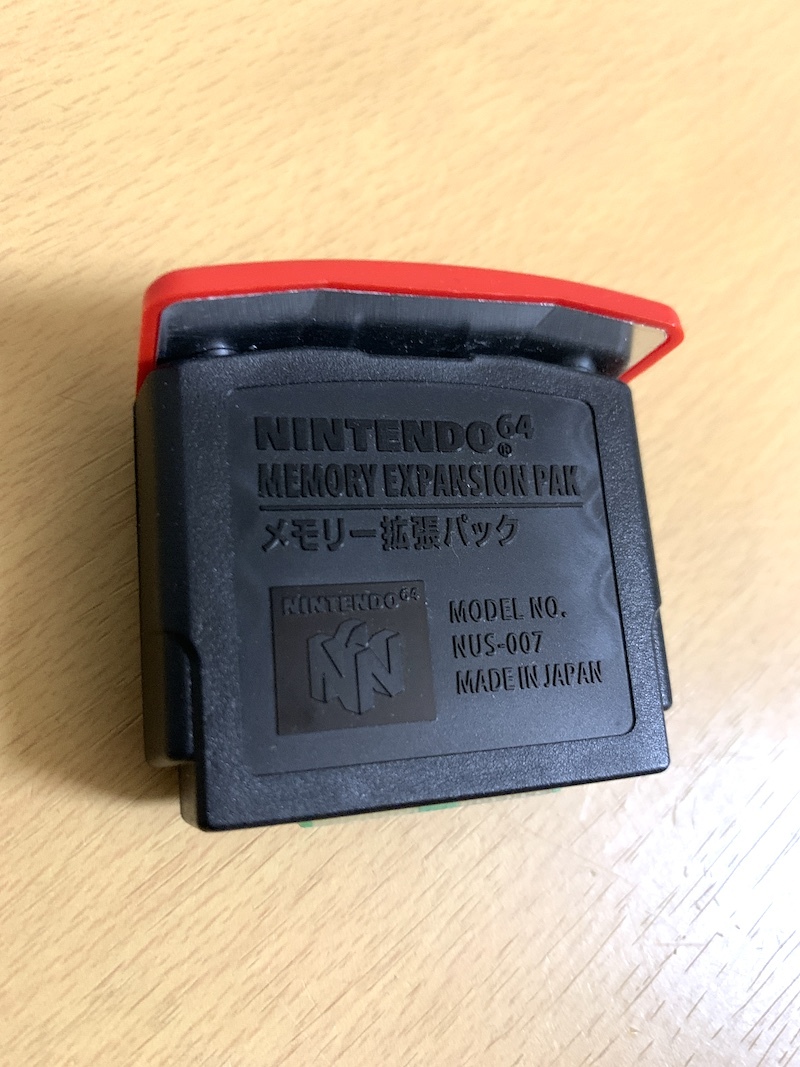 NINTENDO64®
MEMORY EXPANSION PAK
メモリー拡張パック
NINTENDO64
MODEL NO.
NUS-007
MADE IN JAPAN